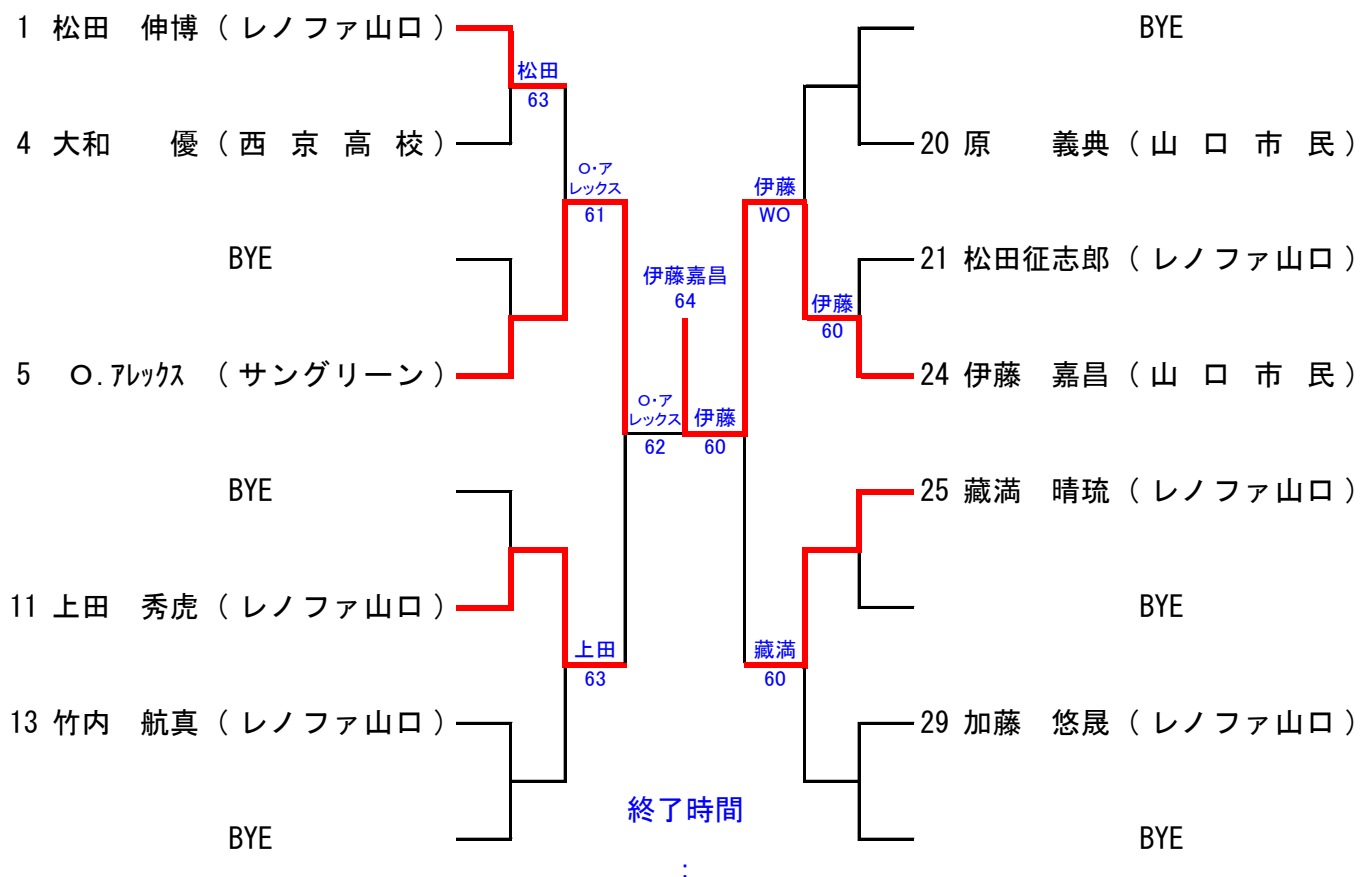 1 松田 伸博 ( レノファ山口 )
松田
63
4 大和 優 ( 西 京 高 校 )
O・ア
レックス
61
BYE
5 O.アレックス ( サングリーン )
O・ア
レックス
62
BYE
11 上田 秀虎 ( レノファ山口 )
上田
63
13 竹内 航真 ( レノファ山口 )
BYE
伊藤嘉昌
64
BYE
20 原 義典 ( 山 口 市 民 )
伊藤
WO
21 松田征志郎 ( レノファ山口 )
伊藤
60
24 伊藤 嘉昌 ( 山 口 市 民 )
伊藤
60
25 藏満 晴琉 ( レノファ山口 )
BYE
藏満
60
29 加藤 悠晟 ( レノファ山口 )
BYE
終了時間
: